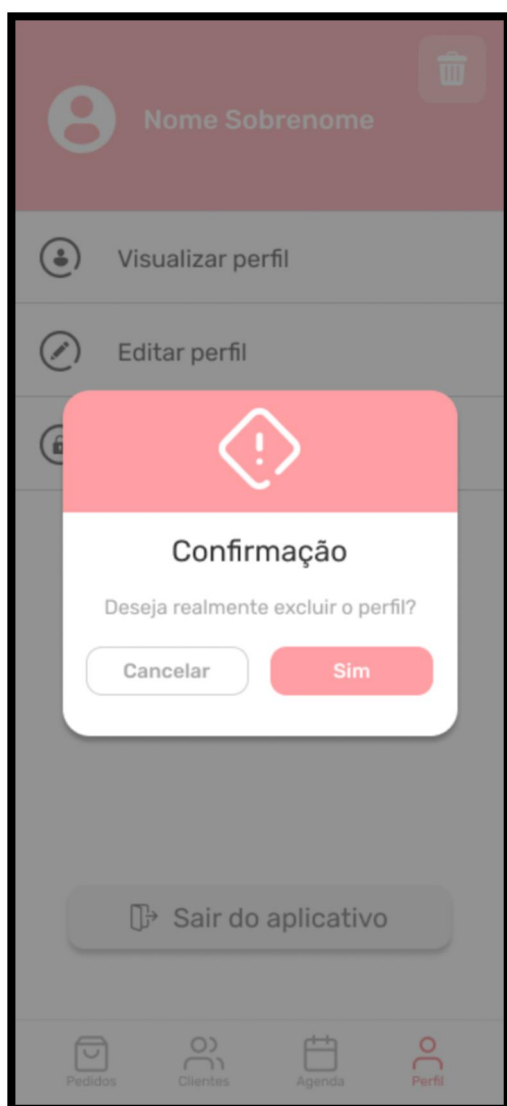 Nome Sobrenome
Visualizar perfil
Editar perfil
Confirmação
Deseja realmente excluir o perfil?
Cancelar
Sim
Sair do aplicativo
Pedidos
Clientes
Agenda
Perfil